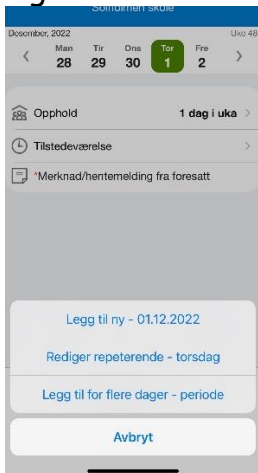 Solfbirnen skole
Desember, 2022 Uke 48
Man Tir Ons Tor Fre
< 28 29 30 1 2 >
Opphold 1 dag i uka >
Tilstedeværelse >
*Merknad/hentemelding fra foresatt
Legg til ny - 01.12.2022
Rediger repeterende - torsdag
Legg til for flere dager - periode
Avbryt